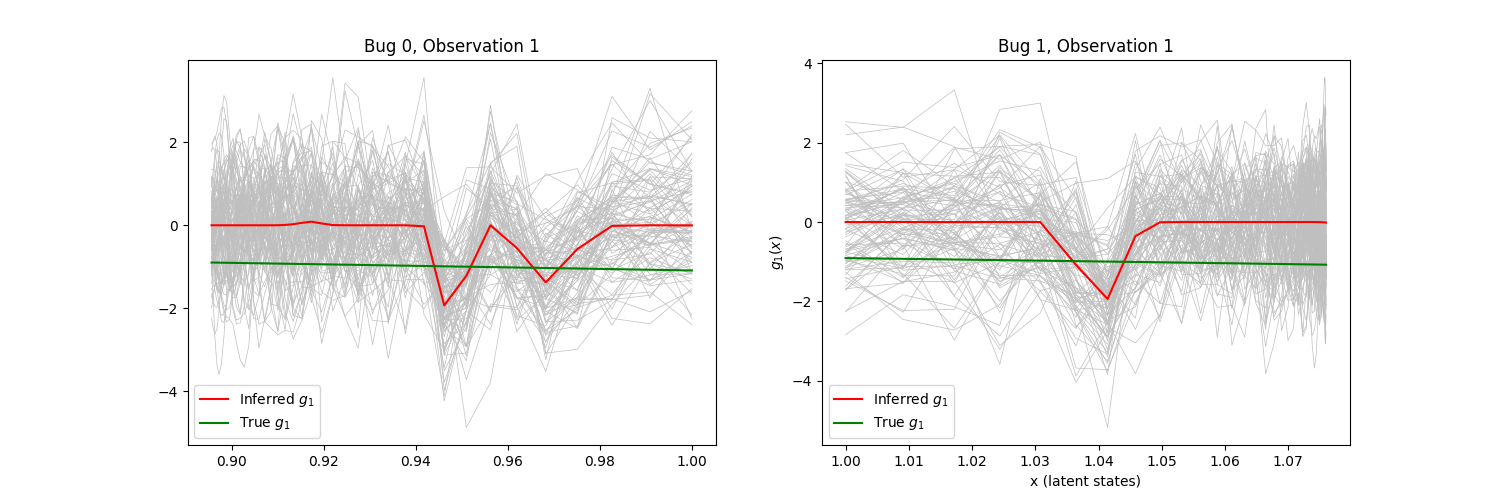 Bug 0, Observation 1
2
0
−2
−4
0.90 0.92 0.94 0.96 0.98 1.00
Inferred g₁
True g₁
Bug 1, Observation 1
4
2
0
−2
−4
g₁(x)
1.00 1.01 1.02 1.03 1.04 1.05 1.06 1.07
x (latent states)
Inferred g₁
True g₁